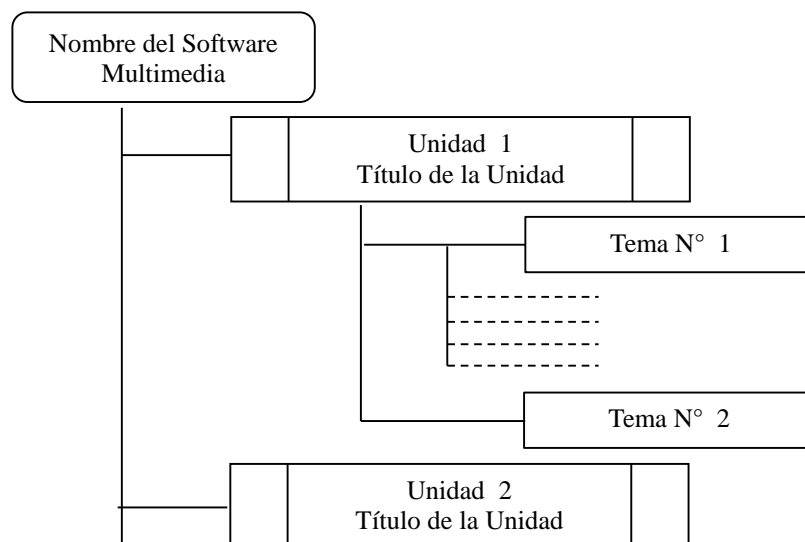 Nombre del Software
Multimedia
Unidad 1
Título de la Unidad
Tema N° 1
Tema N° 2
Unidad 2
Título de la Unidad